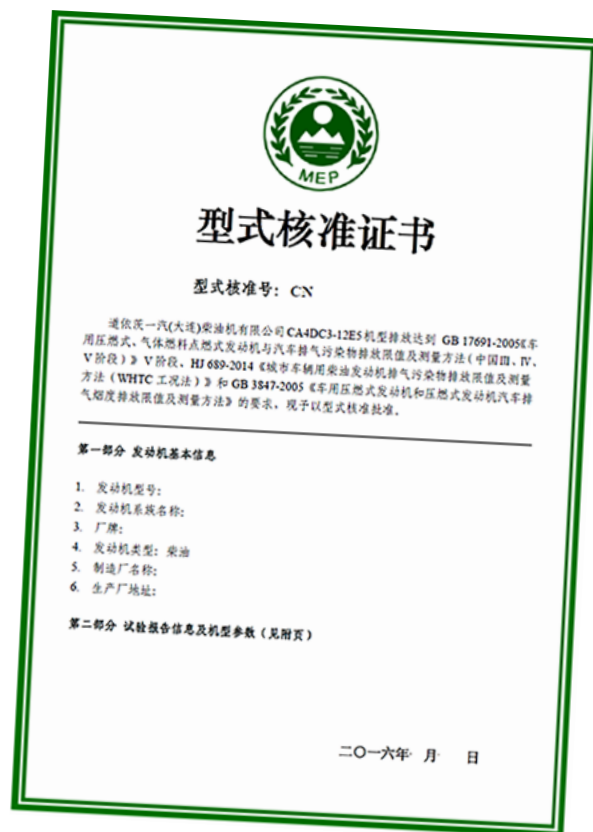 MEP
型式核准证书
型式核准号：CN
道依茨一汽(大连)柴油机有限公司CA4DC3-12E5机型排放达到 GB 17691-2005《车
用压燃式、气体燃料点燃式发动机与汽车排气污染物排放限值及测量方法（中国Ⅲ、Ⅳ、
Ⅴ阶段）》Ⅴ阶段、HJ 689-2014《城市车辆用柴油发动机排气污染物排放限值及测量
方法（WHTC 工况法）》和 GB 3847-2005《车用压燃式发动机和压燃式发动机汽车排
气烟度排放限值及测量方法》的要求，现予以型式核准批准。
第一部分 发动机基本信息
1. 发动机型号：
2. 发动机系族名称：
3. 厂牌：
4. 发动机类型：柴油
5. 制造厂名称：
6. 生产厂地址：
第二部分 试验报告信息及机型参数（见附页）
二〇一六年 月 日